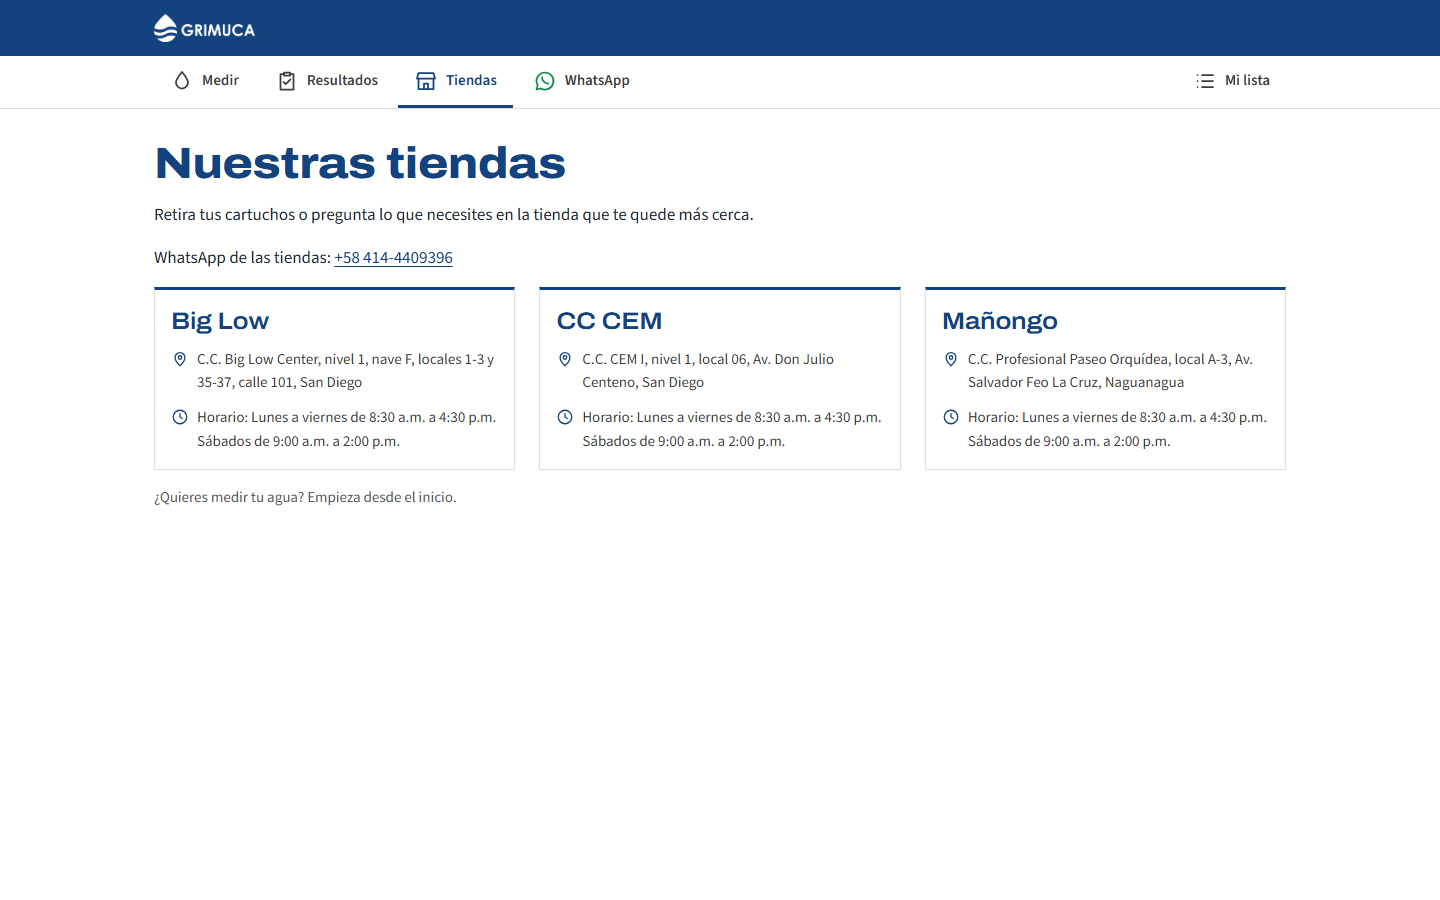 GRIMUCA
Medir
Resultados
Tiendas
WhatsApp
Mi lista
Nuestras tiendas
Retira tus cartuchos o pregunta lo que necesites en la tienda que te quede más cerca.
WhatsApp de las tiendas: +58 414-4409396
Big Low
C.C. Big Low Center, nivel 1, nave F, locales 1-3 y
35-37, calle 101, San Diego
Horario: Lunes a viernes de 8:30 a.m. a 4:30 p.m.
Sábados de 9:00 a.m. a 2:00 p.m.
CC CEM
C.C. CEM I, nivel 1, local 06, Av. Don Julio
Centeno, San Diego
Horario: Lunes a viernes de 8:30 a.m. a 4:30 p.m.
Sábados de 9:00 a.m. a 2:00 p.m.
Mañongo
C.C. Profesional Paseo Orquídea, local A-3, Av.
Salvador Feo La Cruz, Naguanagua
Horario: Lunes a viernes de 8:30 a.m. a 4:30 p.m.
Sábados de 9:00 a.m. a 2:00 p.m.
¿Quieres medir tu agua? Empieza desde el inicio.